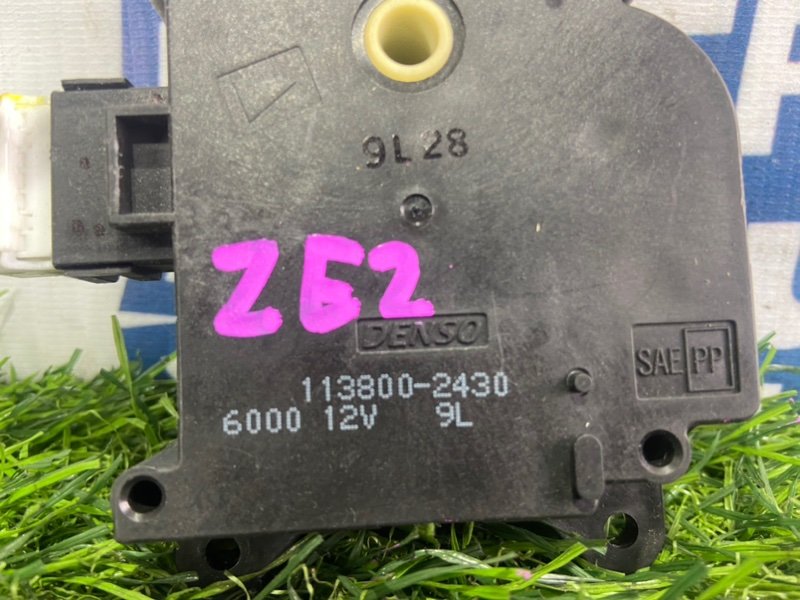 9L28
ZE2
DENSO
SAE PP
113800-2430
6000 12V 9L